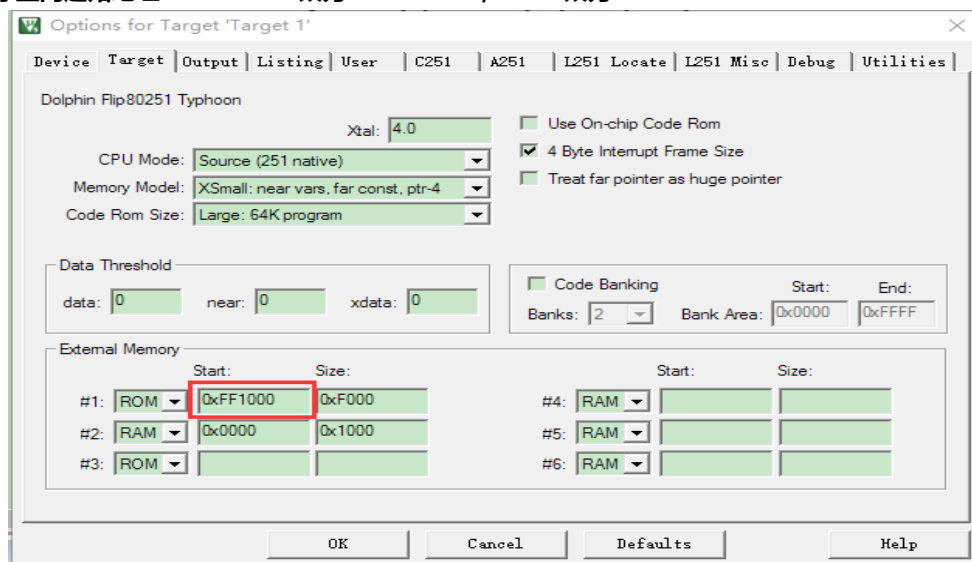 Options for Target 'Target 1'
Device Target Output Listing User C251 A251 L251 Locate L251 Misc Debug Utilities
Dolphin Flip80251 Typhoon
Xtal: 4.0
CPU Mode: Source (251 native)
Memory Model: XSmall: near vars, far const, ptr-4
Code Rom Size: Large: 64K program
Use On-chip Code Rom
4 Byte Interrupt Frame Size
Treat far pointer as huge pointer
Data Threshold
data: 0 near: 0 xdata: 0
Code Banking Start: End:
Banks: 2 Bank Area: 0x0000 0xFFFF
External Memory
Start: Size: Start: Size:
#1: ROM 0xFF1000 0xF000 #4: RAM
#2: RAM 0x0000 0x1000 #5: RAM
#3: ROM #6: RAM
OK Cancel Defaults Help